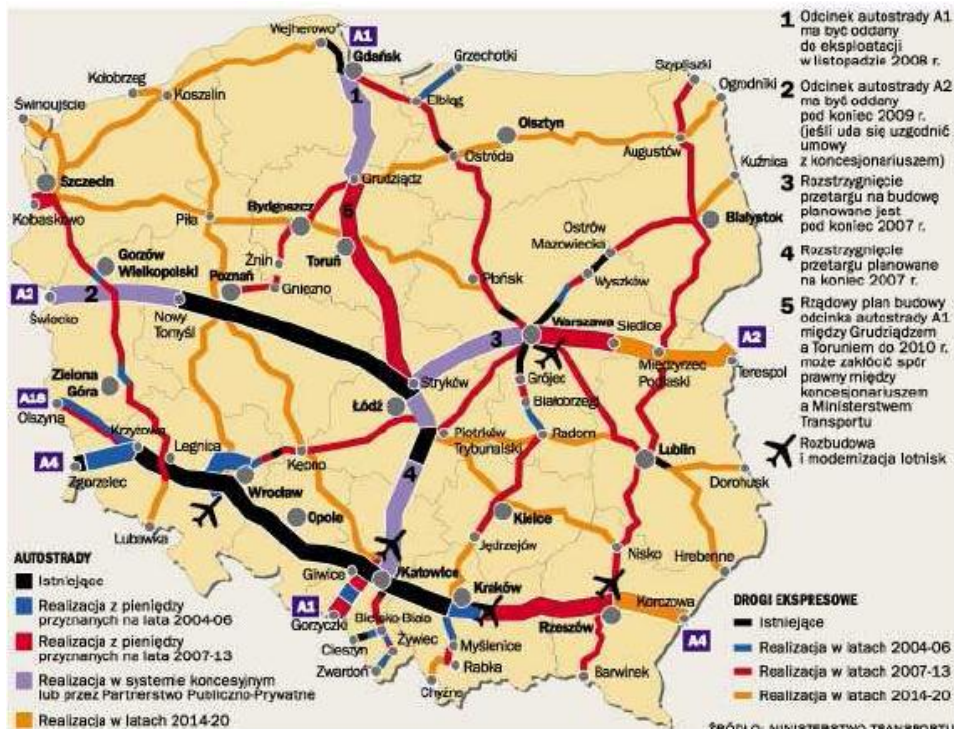 Wejherowo
A1
Gdańsk
Grzechotki
Szypliszki
Ogrodniki
Kołobrzeg
Koszalin
1
Elbląg
Świnoujście
Olsztyn
Ostróda
Augustów
Kuźnica
Szczecin
Grudziądz
Kołbaskowo
Piła
Bydgoszcz
5
Białystok
Ostrów
Mazowiecka
Gorzów
Wielkopolski
Żnin
Toruń
Poznań
Gniezno
Płońsk
Wyszków
A2
2
Świecko
Nowy
Tomyśl
3
Warszawa
Siedlce
A2
Międzyrzec
Podlaski
Terespol
Stryków
Grójec
Zielona
Góra
Łódź
Białobrzegi
A18
Olszyna
Krzyżowa
Legnica
Piotrków
Trybunalski
Radom
Lublin
A4
Zgorzelec
Kępno
4
Dorohusk
Wrocław
Opole
Kielce
Lubawka
Jędrzejów
Nisko
Hrebenne
Gliwice
Katowice
Kraków
A1
Gorzyczki
Bielsko-Biała
Rzeszów
Korczowa
A4
Cieszyn
Żywiec
Myślenice
Zwardoń
Rabka
Chyżne
Barwinek
1 Odcinek autostrady A1
ma być oddany
do eksploatacji
w listopadzie 2008 r.
2 Odcinek autostrady A2
ma być oddany
pod koniec 2009 r.
(jeśli uda się uzgodnić
umowy
z koncesjonariuszem)
3 Rozstrzygnięcie
przetargu na budowę
planowane jest
pod koniec 2007 r.
4 Rozstrzygnięcie
przetargu planowane
na koniec 2007 r.
5 Rządowy plan budowy
odcinka autostrady A1
między Grudziądzem
a Toruniem do 2010 r.
może zakłócić spór
prawny między
koncesjonariuszem
a Ministerstwem
Transportu
Rozbudowa
i modernizacja lotnisk
AUTOSTRADY
Istniejące
Realizacja z pieniędzy
przyznanych na lata 2004-06
Realizacja z pieniędzy
przyznanych na lata 2007-13
Realizacja w systemie koncesyjnym
lub przez Partnerstwo Publiczno-Prywatne
Realizacja w latach 2014-20
DROGI EKSPRESOWE
Istniejące
Realizacja w latach 2004-06
Realizacja w latach 2007-13
Realizacja w latach 2014-20
ŹRÓDŁO: MINISTERSTWO TRANSPORTU